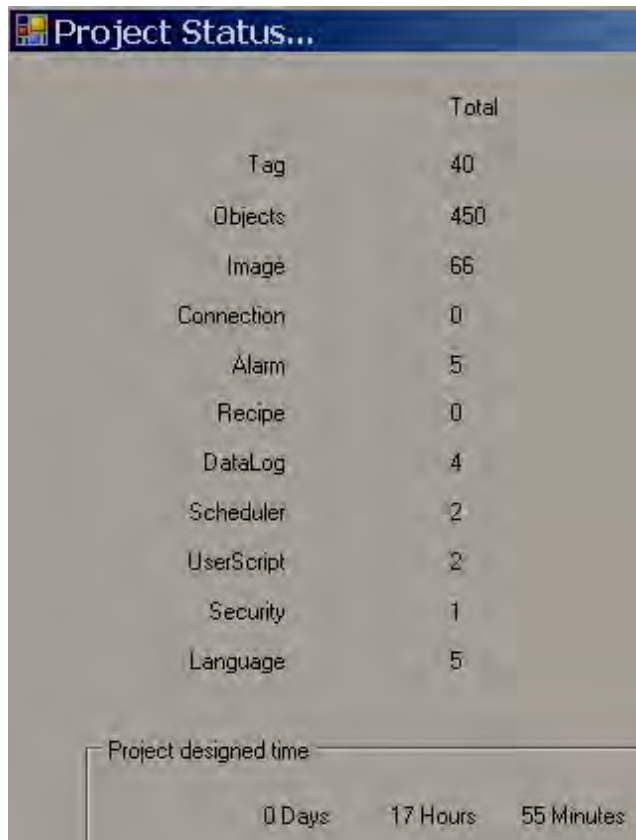 Project Status...
Total
Tag 40
Objects 450
Image 66
Connection 0
Alarm 5
Recipe 0
DataLog 4
Scheduler 2
UserScript 2
Security 1
Language 5
Project designed time
0 Days 17 Hours 55 Minutes